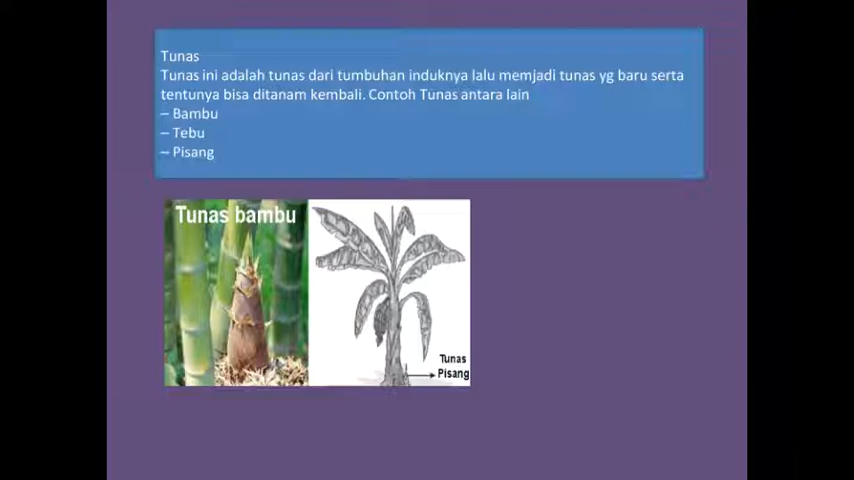 Tunas
Tunas ini adalah tunas dari tumbuhan induknya lalu memjadi tunas yg baru serta
tentunya bisa ditanam kembali. Contoh Tunas antara lain
– Bambu
– Tebu
– Pisang
Tunas bambu
Tunas
Pisang